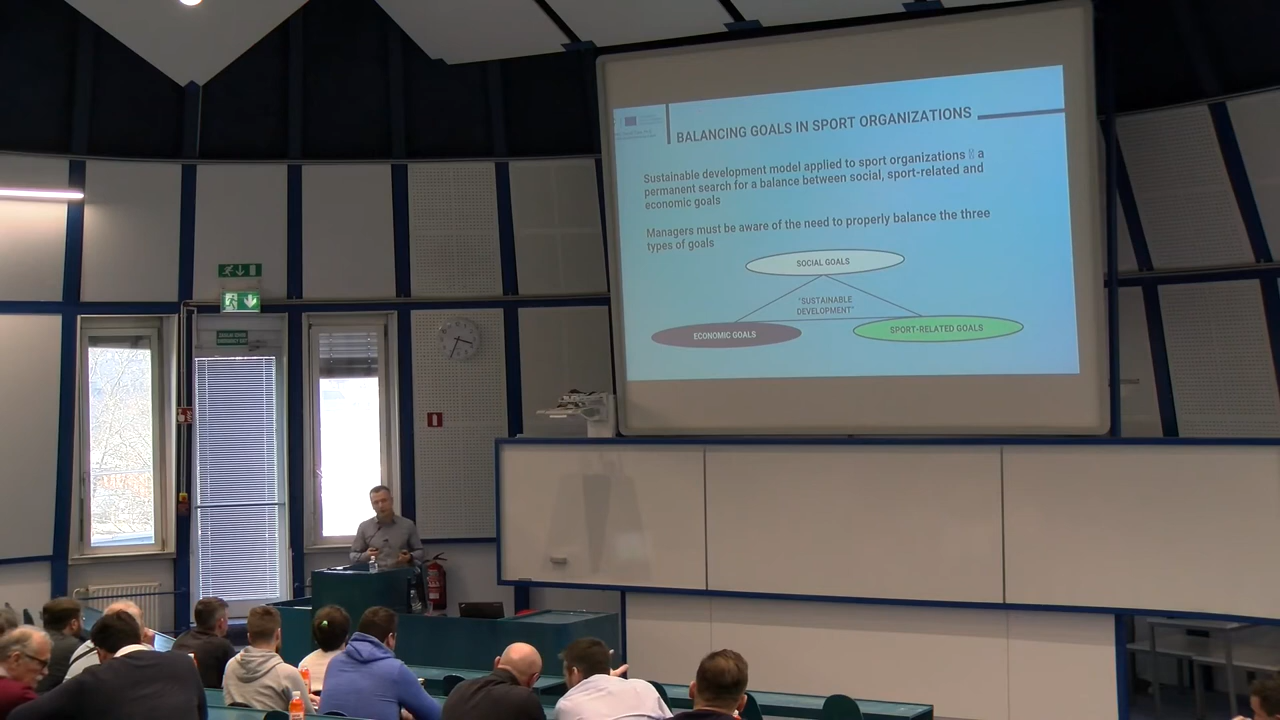 BALANCING GOALS IN SPORT ORGANIZATIONS
Sustainable development model applied to sport organizations a
permanent search for a balance between social, sport-related and
economic goals
Managers must be aware of the need to properly balance the three
types of goals
SOCIAL GOALS
"SUSTAINABLE
DEVELOPMENT"
ECONOMIC GOALS
SPORT-RELATED GOALS